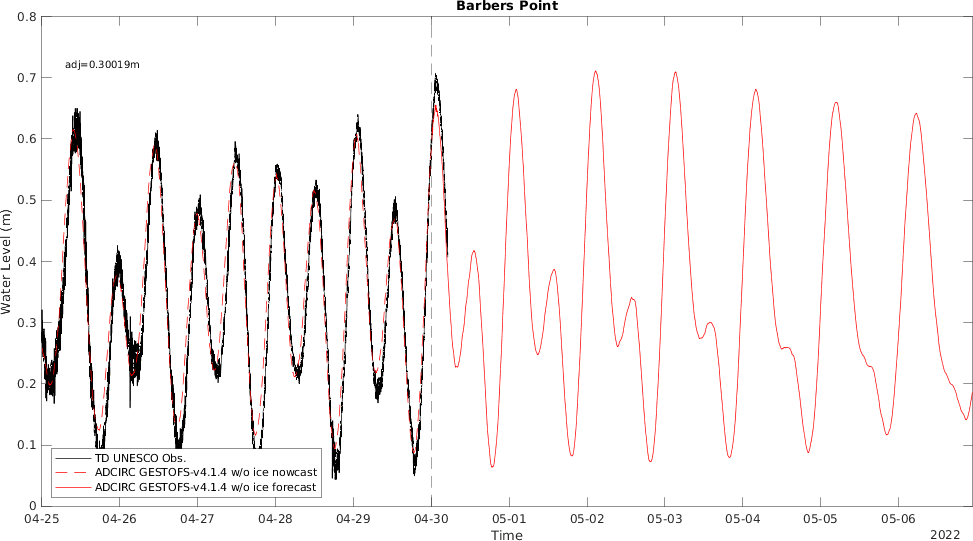 Barbers Point
adj=0.30019m
Water Level (m)
0.8
0.7
0.6
0.5
0.4
0.3
0.2
0.1
0
TD UNESCO Obs.
ADCIRC GESTOFS-v4.1.4 w/o ice nowcast
ADCIRC GESTOFS-v4.1.4 w/o ice forecast
04-25 04-26 04-27 04-28 04-29 04-30 05-01 05-02 05-03 05-04 05-05 05-06
Time
2022